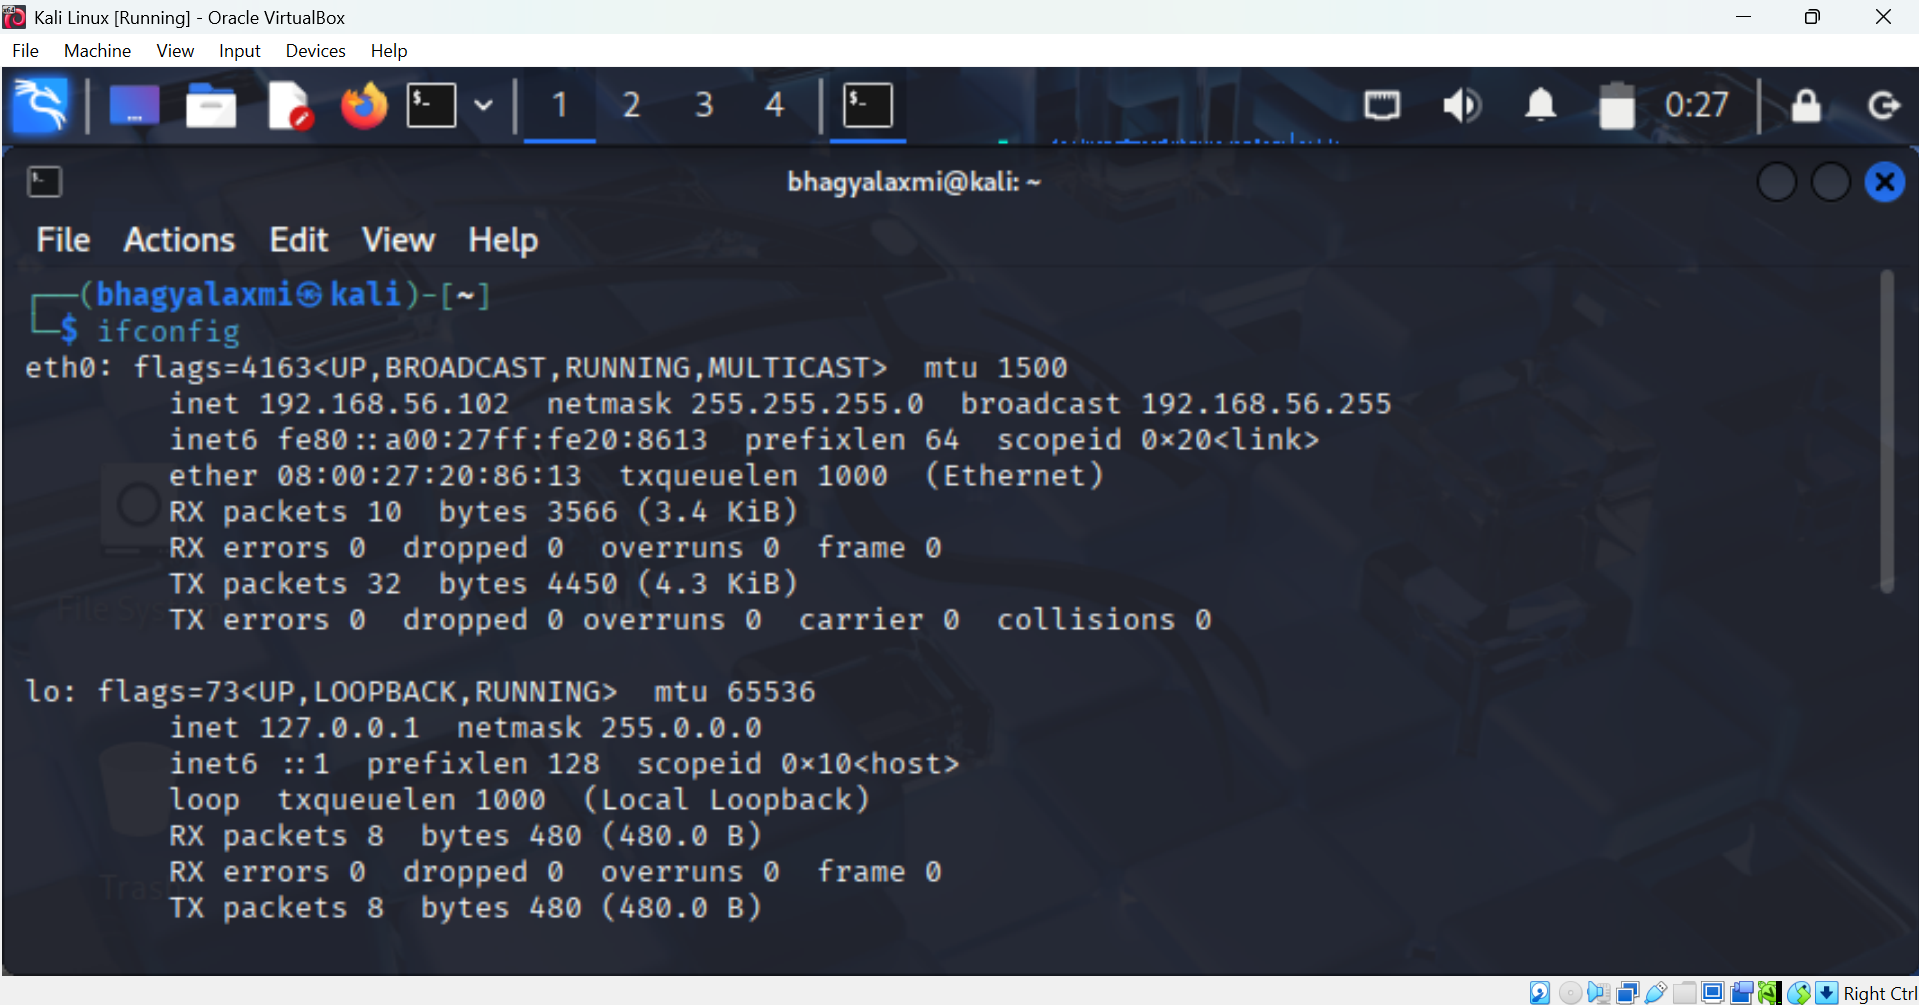 Kali Linux [Running] - Oracle VirtualBox
File Machine View Input Devices Help
$- 1 2 3 4 $- 0:27
bhagyalaxmi@kali: ~
File Actions Edit View Help
┌──(bhagyalaxmi㉿kali)-[~]
└─$ ifconfig
eth0: flags=4163<UP,BROADCAST,RUNNING,MULTICAST>  mtu 1500
        inet 192.168.56.102  netmask 255.255.255.0  broadcast 192.168.56.255
        inet6 fe80::a00:27ff:fe20:8613  prefixlen 64  scopeid 0×20<link>
        ether 08:00:27:20:86:13  txqueuelen 1000  (Ethernet)
        RX packets 10  bytes 3566 (3.4 KiB)
        RX errors 0  dropped 0  overruns 0  frame 0
        TX packets 32  bytes 4450 (4.3 KiB)
File System
        TX errors 0  dropped 0 overruns 0  carrier 0  collisions 0
lo: flags=73<UP,LOOPBACK,RUNNING>  mtu 65536
        inet 127.0.0.1  netmask 255.0.0.0
        inet6 ::1  prefixlen 128  scopeid 0×10<host>
        loop  txqueuelen 1000  (Local Loopback)
        RX packets 8  bytes 480 (480.0 B)
        RX errors 0  dropped 0  overruns 0  frame 0
Trash
        TX packets 8  bytes 480 (480.0 B)
Right Ctrl